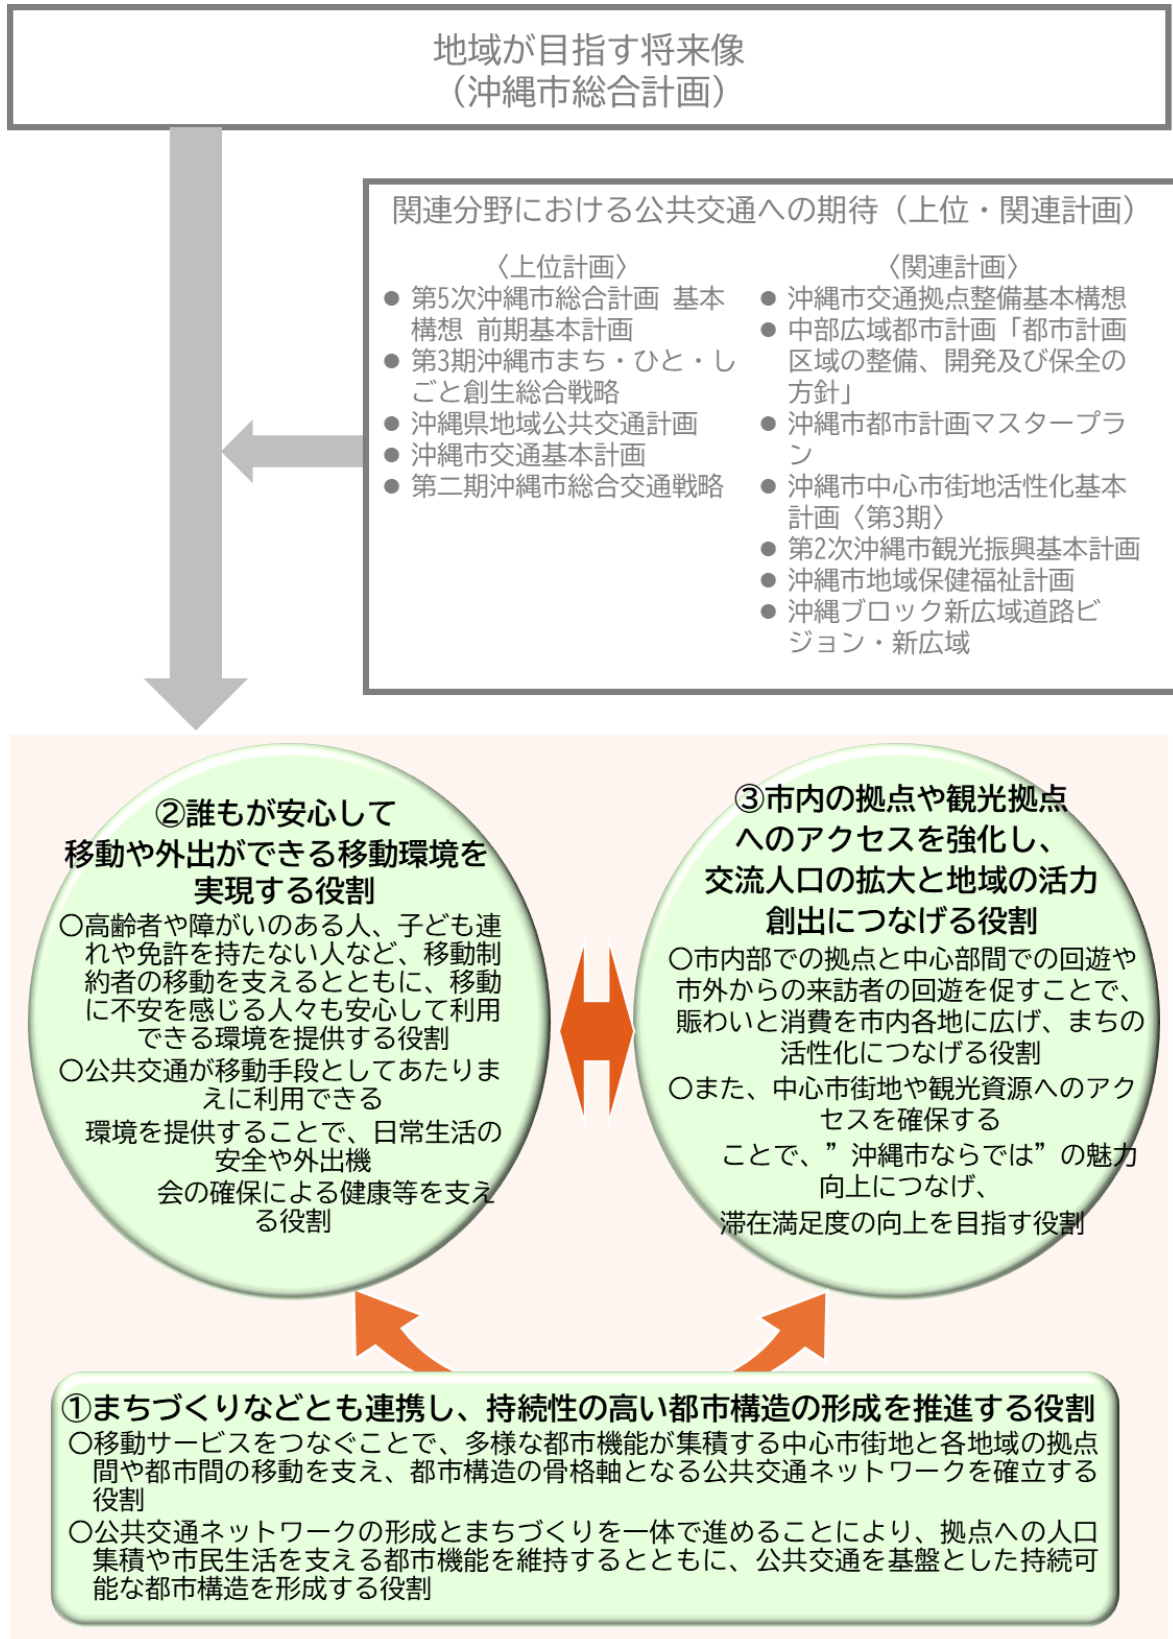 地域が目指す将来像
（沖縄市総合計画）
関連分野における公共交通への期待（上位・関連計画）
〈上位計画〉
● 第5次沖縄市総合計画 基本
構想 前期基本計画
● 第3期沖縄市まち・ひと・し
ごと創生総合戦略
● 沖縄県地域公共交通計画
● 沖縄市交通基本計画
● 第二期沖縄市総合交通戦略
〈関連計画〉
● 沖縄市交通拠点整備基本構想
● 中部広域都市計画「都市計画
区域の整備、開発及び保全の
方針」
● 沖縄市都市計画マスタープラ
ン
● 沖縄市中心市街地活性化基本
計画〈第3期〉
● 第2次沖縄市観光振興基本計画
● 沖縄市地域保健福祉計画
● 沖縄ブロック新広域道路ビ
ジョン・新広域
②誰もが安心して
移動や外出ができる移動環境を
実現する役割
〇高齢者や障がいのある人、子ども連
れや免許を持たない人など、移動制
約者の移動を支えるとともに、移動
に不安を感じる人々も安心して利用
できる環境を提供する役割
〇公共交通が移動手段としてあたりま
えに利用できる
環境を提供することで、日常生活の
安全や外出機
会の確保による健康等を支え
る役割
③市内の拠点や観光拠点
へのアクセスを強化し、
交流人口の拡大と地域の活力
創出につなげる役割
〇市内部での拠点と中心部間での回遊や
市外からの来訪者の回遊を促すことで、
賑わいと消費を市内各地に広げ、まちの
活性化につなげる役割
〇また、中心市街地や観光資源へのアク
セスを確保する
ことで、”沖縄市ならでは”の魅力
向上につなげ、
滞在満足度の向上を目指す役割
①まちづくりなどとも連携し、持続性の高い都市構造の形成を推進する役割
〇移動サービスをつなぐことで、多様な都市機能が集積する中心市街地と各地域の拠点
間や都市間の移動を支え、都市構造の骨格軸となる公共交通ネットワークを確立する
役割
〇公共交通ネットワークの形成とまちづくりを一体で進めることにより、拠点への人口
集積や市民生活を支える都市機能を維持するとともに、公共交通を基盤とした持続可
能な都市構造を形成する役割